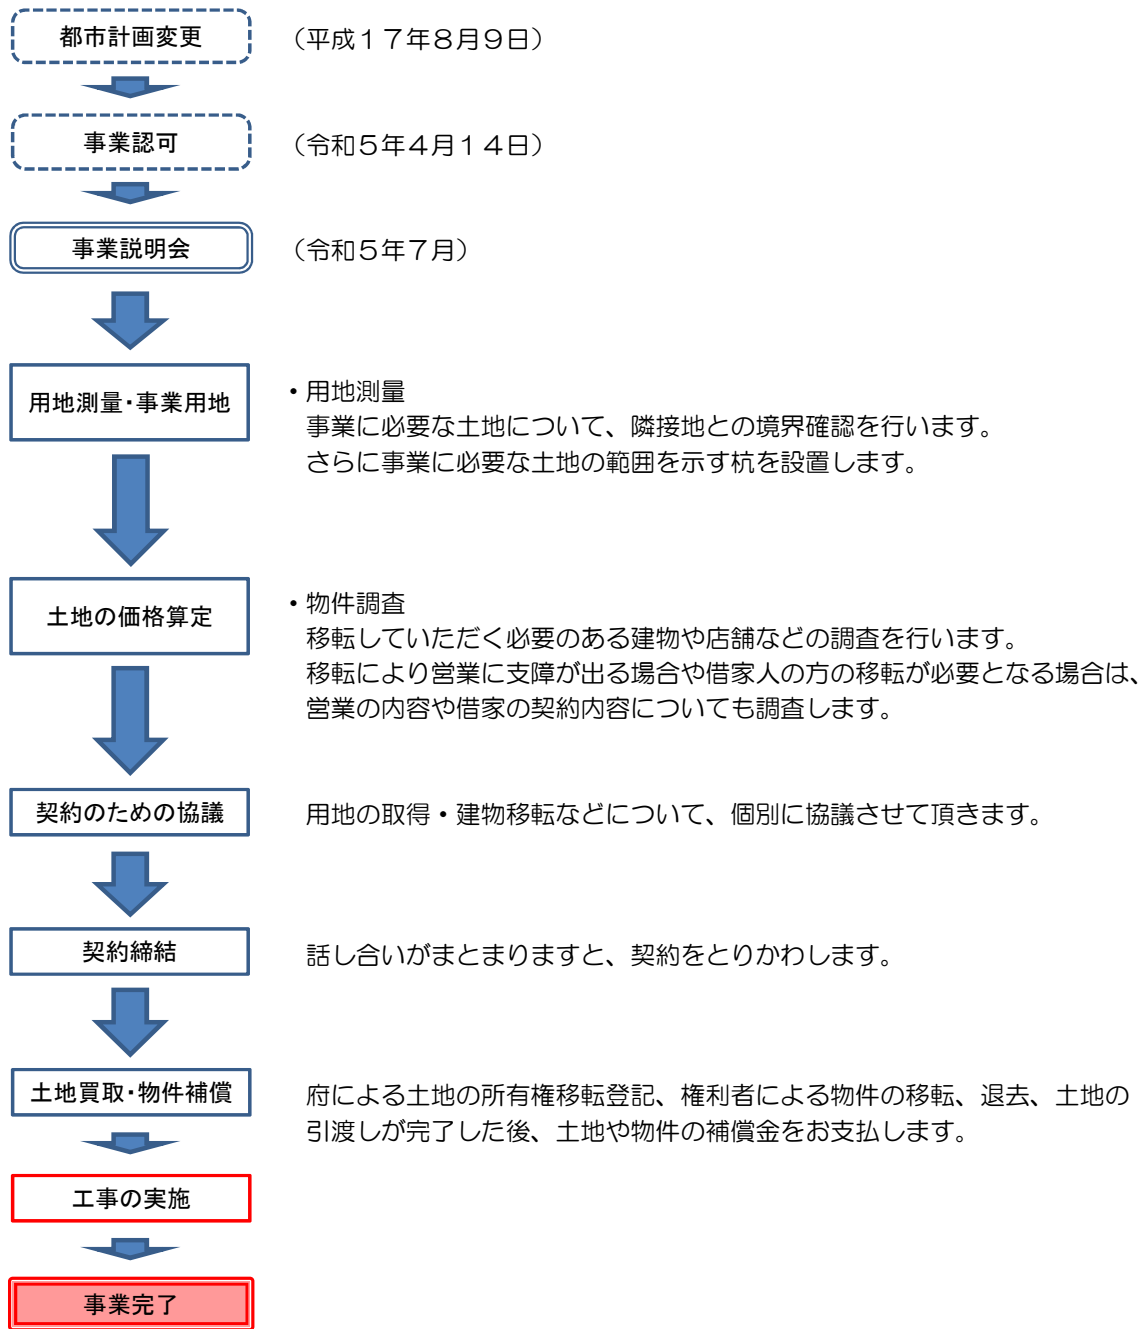 都市計画変更
（平成１７年８月９日）
事業認可
（令和５年４月１４日）
事業説明会
（令和５年７月）
用地測量・事業用地
・用地測量
事業に必要な土地について、隣接地との境界確認を行います。
さらに事業に必要な土地の範囲を示す杭を設置します。
土地の価格算定
・物件調査
移転していただく必要のある建物や店舗などの調査を行います。
移転により営業に支障が出る場合や借家人の方の移転が必要となる場合は、
営業の内容や借家の契約内容についても調査します。
契約のための協議
用地の取得・建物移転などについて、個別に協議させて頂きます。
契約締結
話し合いがまとまりますと、契約をとりかわします。
土地買取・物件補償
府による土地の所有権移転登記、権利者による物件の移転、退去、土地の
引渡しが完了した後、土地や物件の補償金をお支払します。
工事の実施
事業完了